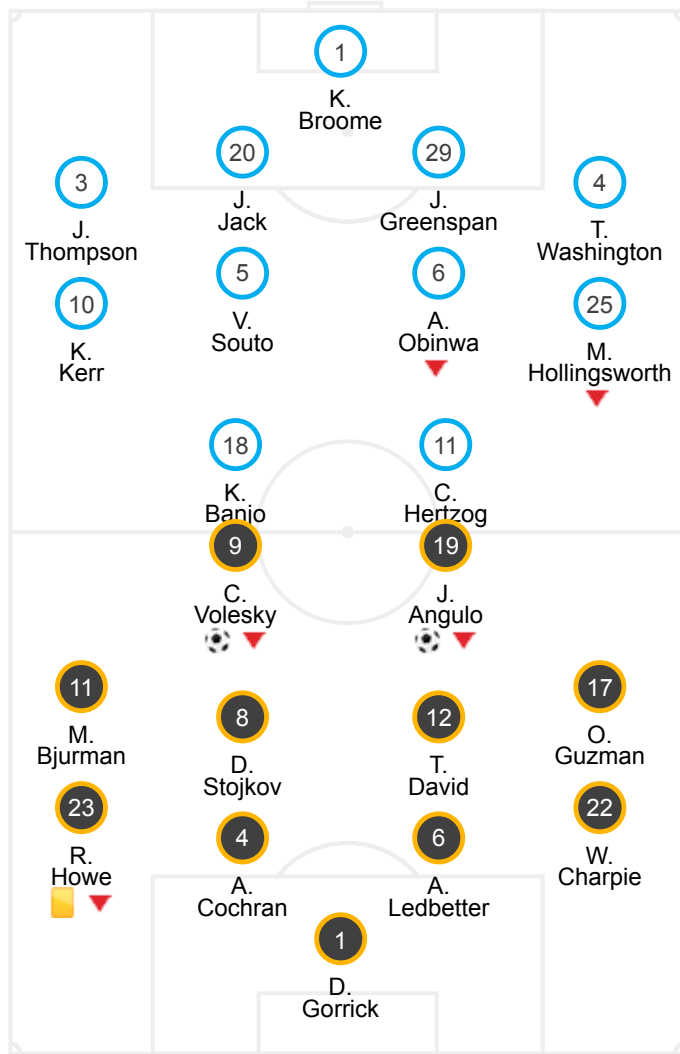 1
K.
Broome
20
J.
Jack
29
J.
Greenspan
3
J.
Thompson
4
T.
Washington
5
V.
Souto
6
A.
Obinwa
10
K.
Kerr
25
M.
Hollingsworth
18
K.
Banjo
11
C.
Hertzog
9
C.
Volesky
19
J.
Angulo
11
M.
Bjurman
8
D.
Stojkov
12
T.
David
17
O.
Guzman
23
R.
Howe
4
A.
Cochran
6
A.
Ledbetter
22
W.
Charpie
1
D.
Gorrick